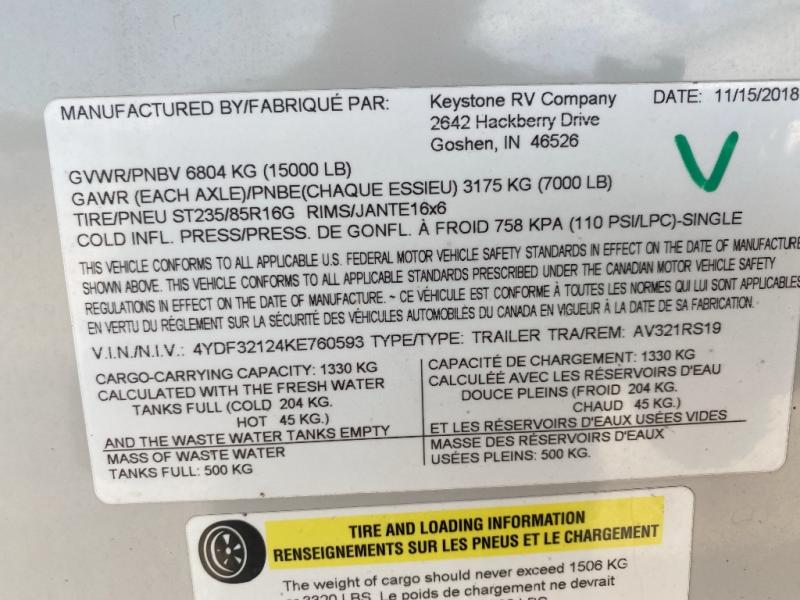 MANUFACTURED BY/FABRIQUÉ PAR: Keystone RV Company DATE: 11/15/2018
2642 Hackberry Drive
Goshen, IN 46526
V
GVWR/PNBV 6804 KG (15000 LB)
GAWR (EACH AXLE)/PNBE(CHAQUE ESSIEU) 3175 KG (7000 LB)
TIRE/PNEU ST235/85R16G RIMS/JANTE16x6
COLD INFL. PRESS/PRESS. DE GONFL. À FROID 758 KPA (110 PSI/LPC)-SINGLE
THIS VEHICLE CONFORMS TO ALL APPLICABLE U.S. FEDERAL MOTOR VEHICLE SAFETY STANDARDS IN EFFECT ON THE DATE OF MANUFACTURE
SHOWN ABOVE. THIS VEHICLE CONFORMS TO ALL APPLICABLE STANDARDS PRESCRIBED UNDER THE CANADIAN MOTOR VEHICLE SAFETY
REGULATIONS IN EFFECT ON THE DATE OF MANUFACTURE. ~ CE VÉHICULE EST CONFORME À TOUTES LES NORMES QUI LUI SONT APPLICABLES
EN VERTU DU RÉGLEMENT SUR LA SÉCURITÉ DES VÉHICULES AUTOMOBILES DU CANADA EN VIGUEUR À LA DATE DE SA FABRICATION.
V.I.N./N.I.V.: 4YDF32124KE760593 TYPE/TYPE: TRAILER TRA/REM: AV321RS19
CARGO-CARRYING CAPACITY: 1330 KG
CALCULATED WITH THE FRESH WATER
TANKS FULL (COLD 204 KG.
HOT 45 KG.)
AND THE WASTE WATER TANKS EMPTY
MASS OF WASTE WATER
TANKS FULL: 500 KG
CAPACITÉ DE CHARGEMENT: 1330 KG
CALCULÉE AVEC LES RÉSERVOIRS D'EAU
DOUCE PLEINS (FROID 204 KG.
CHAUD 45 KG.)
ET LES RÉSERVOIRS D'EAUX USÉES VIDES
MASSE DES RÉSERVOIRS D'EAUX
USÉES PLEINS: 500 KG.
TIRE AND LOADING INFORMATION
RENSEIGNEMENTS SUR LES PNEUS ET LE CHARGEMENT
The weight of cargo should never exceed 1506 KG
or 3320 LBS. Le poids de chargement ne devrait